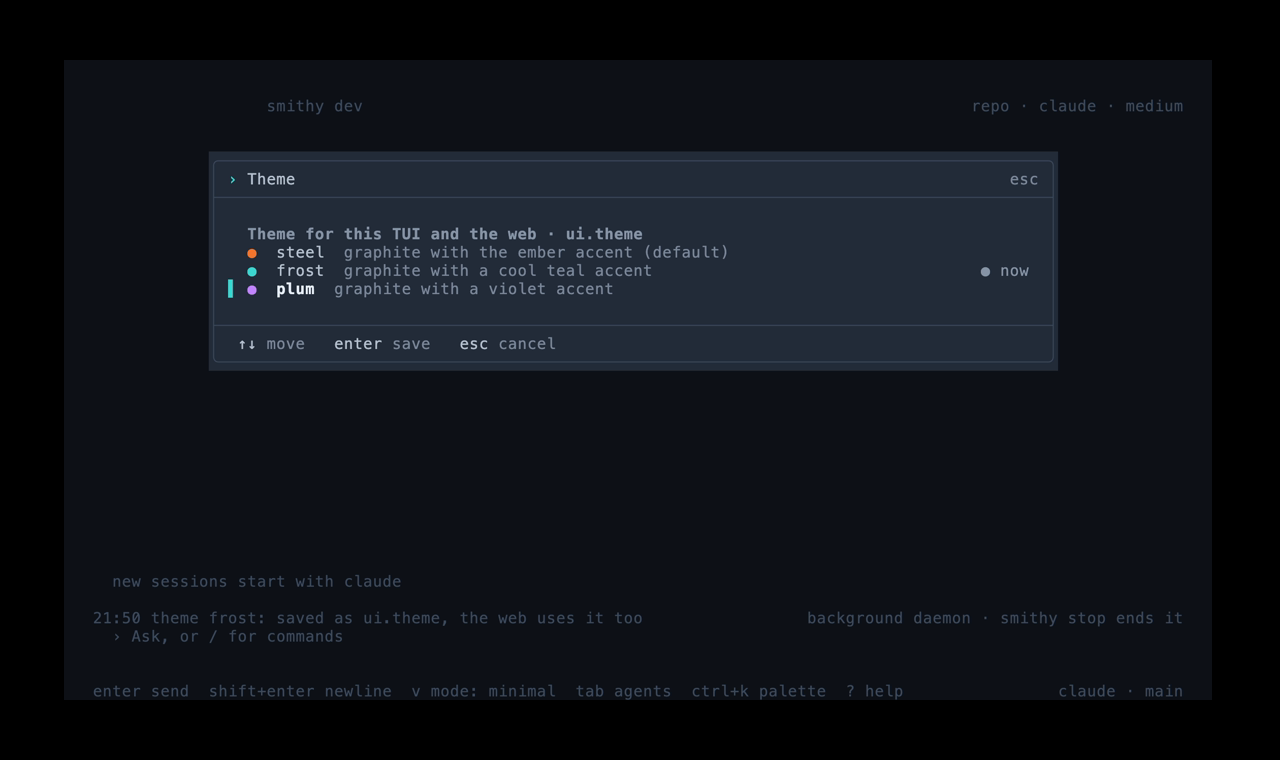 smithy dev repo · claude · medium
› Theme esc
Theme for this TUI and the web · ui.theme
● steel graphite with the ember accent (default)
● frost graphite with a cool teal accent ● now
● plum graphite with a violet accent
↑↓ move enter save esc cancel
new sessions start with claude
21:50 theme frost: saved as ui.theme, the web uses it too background daemon · smithy stop ends it
› Ask, or / for commands
enter send shift+enter newline v mode: minimal tab agents ctrl+k palette ? help claude · main